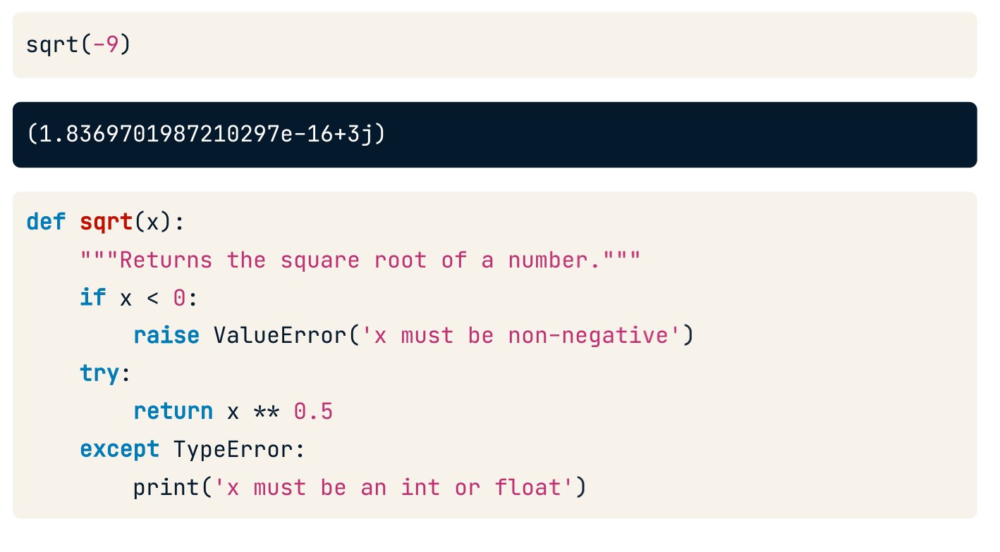 sqrt(-9)
(1.8369701987210297e-16+3j)
def sqrt(x):
    """Returns the square root of a number."""
    if x < 0:
        raise ValueError('x must be non-negative')
    try:
        return x ** 0.5
    except TypeError:
        print('x must be an int or float')